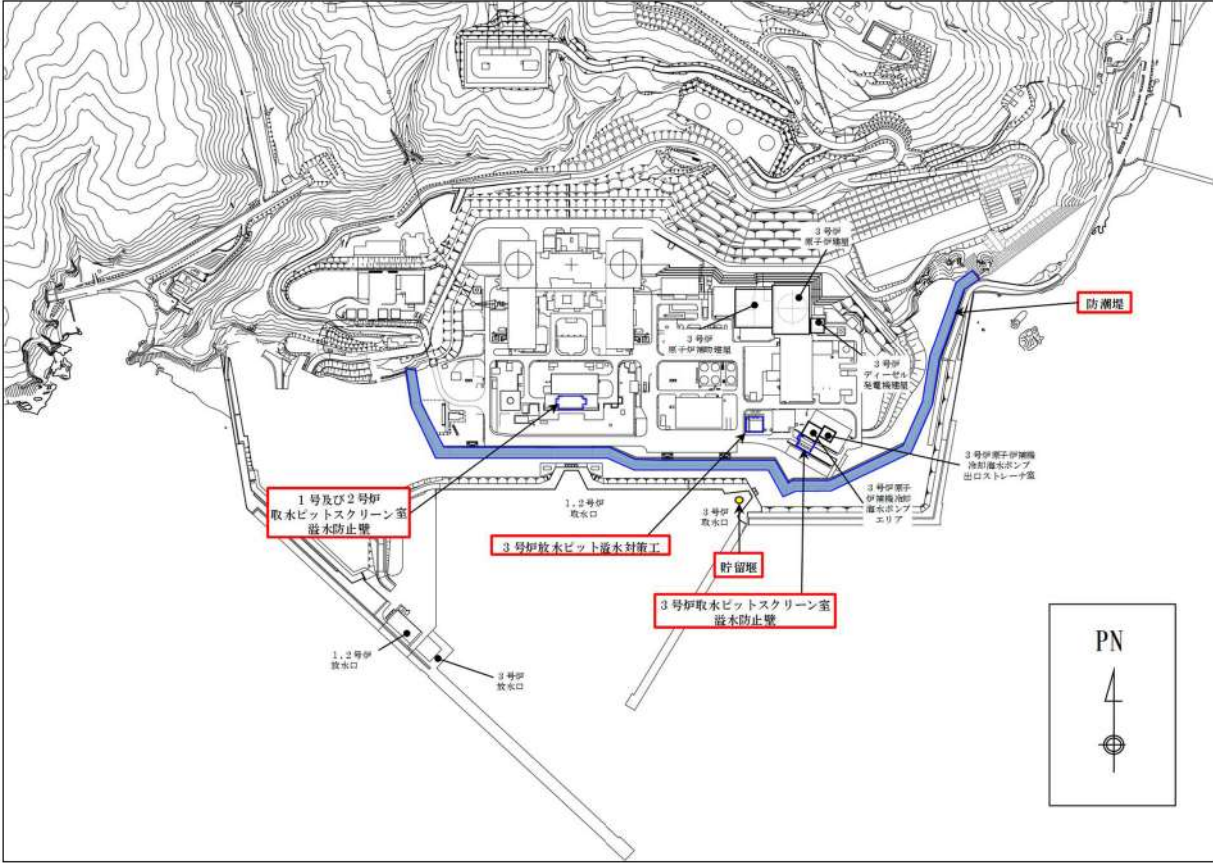 3号炉
原子炉建屋
防潮堤
3号炉
原子炉補助建屋
3号炉
ディーゼル
発電機建屋
3号炉原子炉補機
冷却海水ポンプ
出口ストレーナ室
3号炉原子
炉補機冷却
海水ポンプ
エリア
1号及び2号炉
取水ピットスクリーン室
溢水防止壁
1,2号炉
取水口
3号炉
取水口
3号炉放水ピット溢水対策工
貯留堰
3号炉取水ピットスクリーン室
溢水防止壁
1,2号炉
放水口
3号炉
放水口
PN